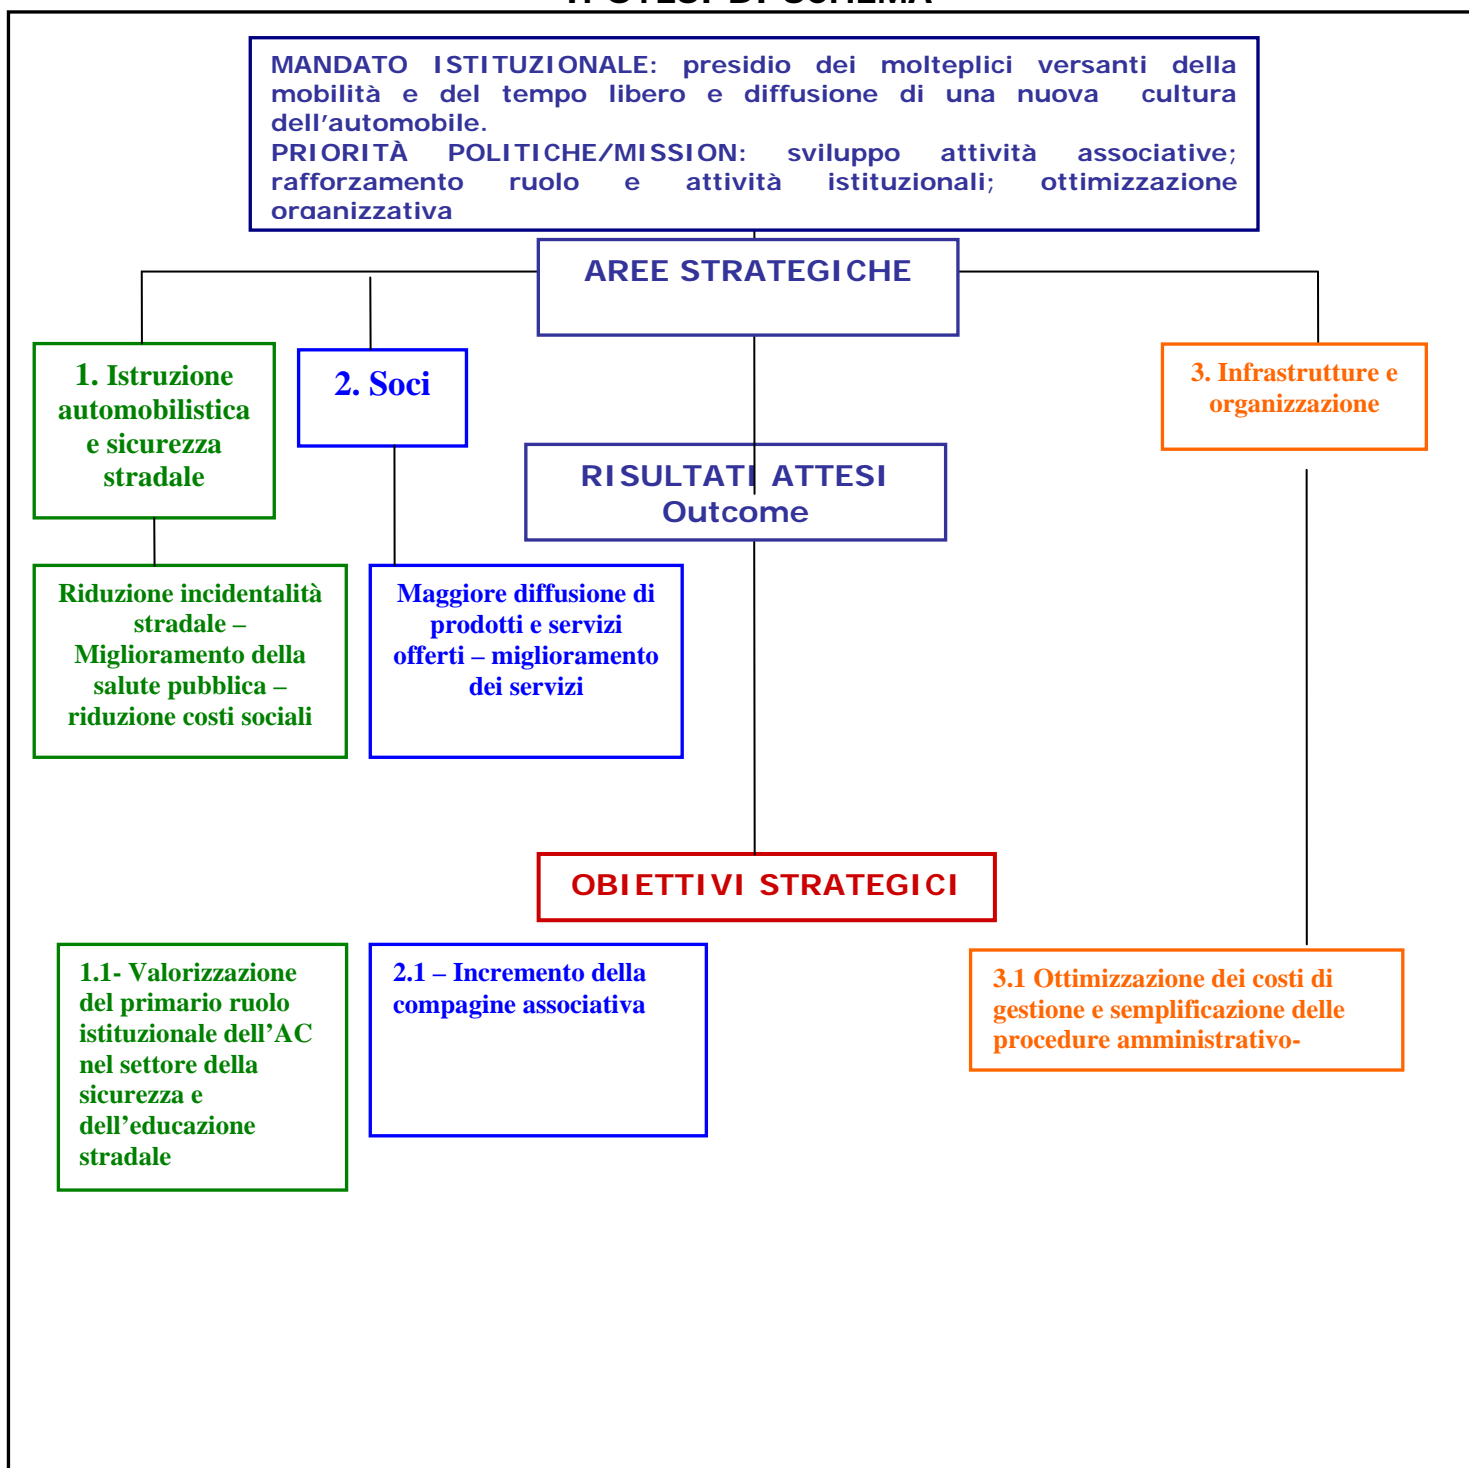 IPOTESI DI SCHEMA
MANDATO ISTITUZIONALE: presidio dei molteplici versanti della
mobilità e del tempo libero e diffusione di una nuova cultura
dell'automobile.
PRIORITÀ POLITICHE/MISSION: sviluppo attività associative;
rafforzamento ruolo e attività istituzionali; ottimizzazione
organizzativa
AREE STRATEGICHE
1. Istruzione
automobilistica
e sicurezza
stradale
2. Soci
3. Infrastrutture e
organizzazione
RISULTATI ATTESI
Outcome
Riduzione incidentalità
stradale –
Miglioramento della
salute pubblica –
riduzione costi sociali
Maggiore diffusione di
prodotti e servizi
offerti – miglioramento
dei servizi
OBIETTIVI STRATEGICI
1.1- Valorizzazione
del primario ruolo
istituzionale dell’AC
nel settore della
sicurezza e
dell’educazione
stradale
2.1 – Incremento della
compagine associativa
3.1 Ottimizzazione dei costi di
gestione e semplificazione delle
procedure amministrativo-